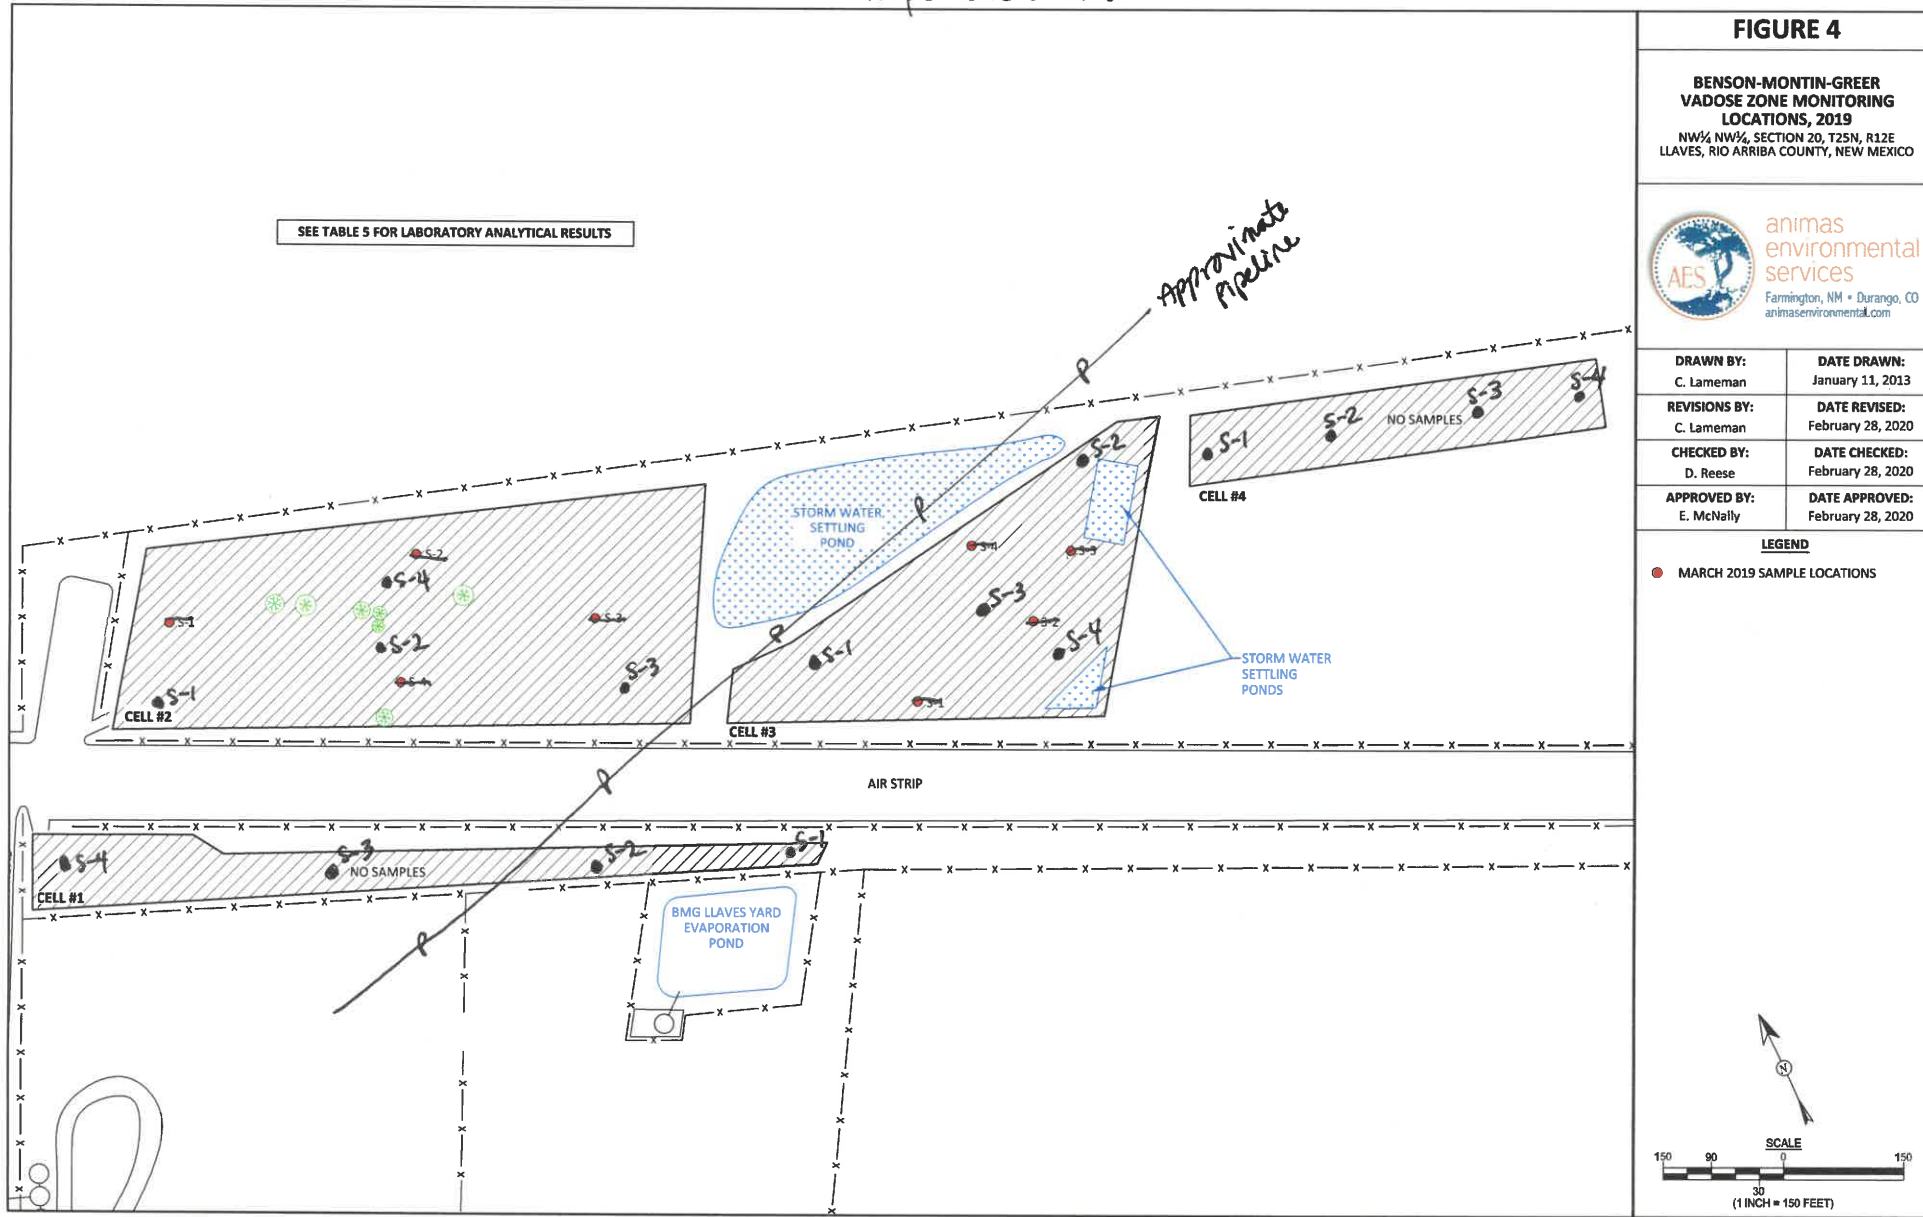 FIGURE 4
BENSON-MONTIN-GREER
VADOSE ZONE MONITORING
LOCATIONS, 2019
NW¼ NW¼, SECTION 20, T25N, R12E
LLAVES, RIO ARRIBA COUNTY, NEW MEXICO
AES
animas
environmental
services
Farmington, NM • Durango, CO
animasenvironmental.com
DRAWN BY:
C. Lameman
DATE DRAWN:
January 11, 2013
REVISIONS BY:
C. Lameman
DATE REVISED:
February 28, 2020
CHECKED BY:
D. Reese
DATE CHECKED:
February 28, 2020
APPROVED BY:
E. McNally
DATE APPROVED:
February 28, 2020
LEGEND
MARCH 2019 SAMPLE LOCATIONS
SEE TABLE 5 FOR LABORATORY ANALYTICAL RESULTS
Approximate
Pipeline
P
P
P
P
P
S-1
S-2
S-3
S-4
NO SAMPLES
CELL #4
STORM WATER
SETTLING
POND
S-2
S-4
S-3
S-3
S-2
S-4
S-1
S-1
CELL #3
STORM WATER
SETTLING
PONDS
S-2
S-4
S-1
S-3
S-2
S-3
S-4
S-1
CELL #2
AIR STRIP
S-4
S-3
NO SAMPLES
S-2
S-1
CELL #1
BMG LLAVES YARD
EVAPORATION
POND
N
SCALE
150 90 0 150
30
(1 INCH = 150 FEET)